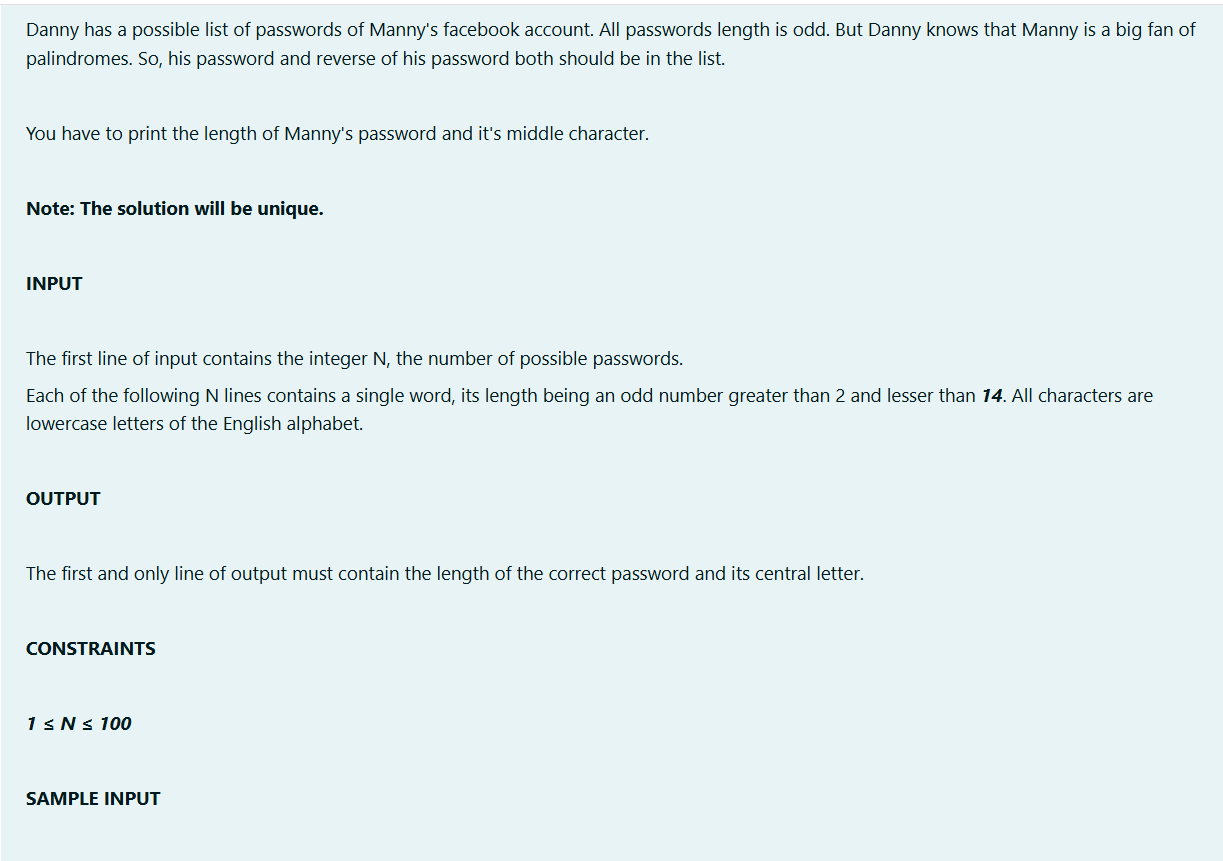 Danny has a possible list of passwords of Manny's facebook account. All passwords length is odd. But Danny knows that Manny is a big fan of
palindromes. So, his password and reverse of his password both should be in the list.
You have to print the length of Manny's password and it's middle character.
Note: The solution will be unique.
INPUT
The first line of input contains the integer N, the number of possible passwords.
Each of the following N lines contains a single word, its length being an odd number greater than 2 and lesser than 14. All characters are
lowercase letters of the English alphabet.
OUTPUT
The first and only line of output must contain the length of the correct password and its central letter.
CONSTRAINTS
1 ≤ N ≤ 100
SAMPLE INPUT